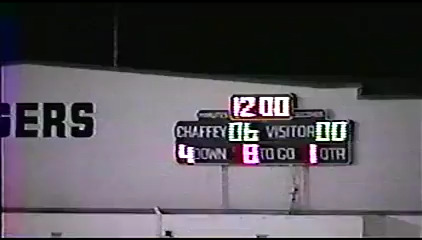 GERS
12 00
MINUTES SECONDS
CHAFFEY 06 VISITOR 00
4 DOWN 8 TO GO 1 QTR